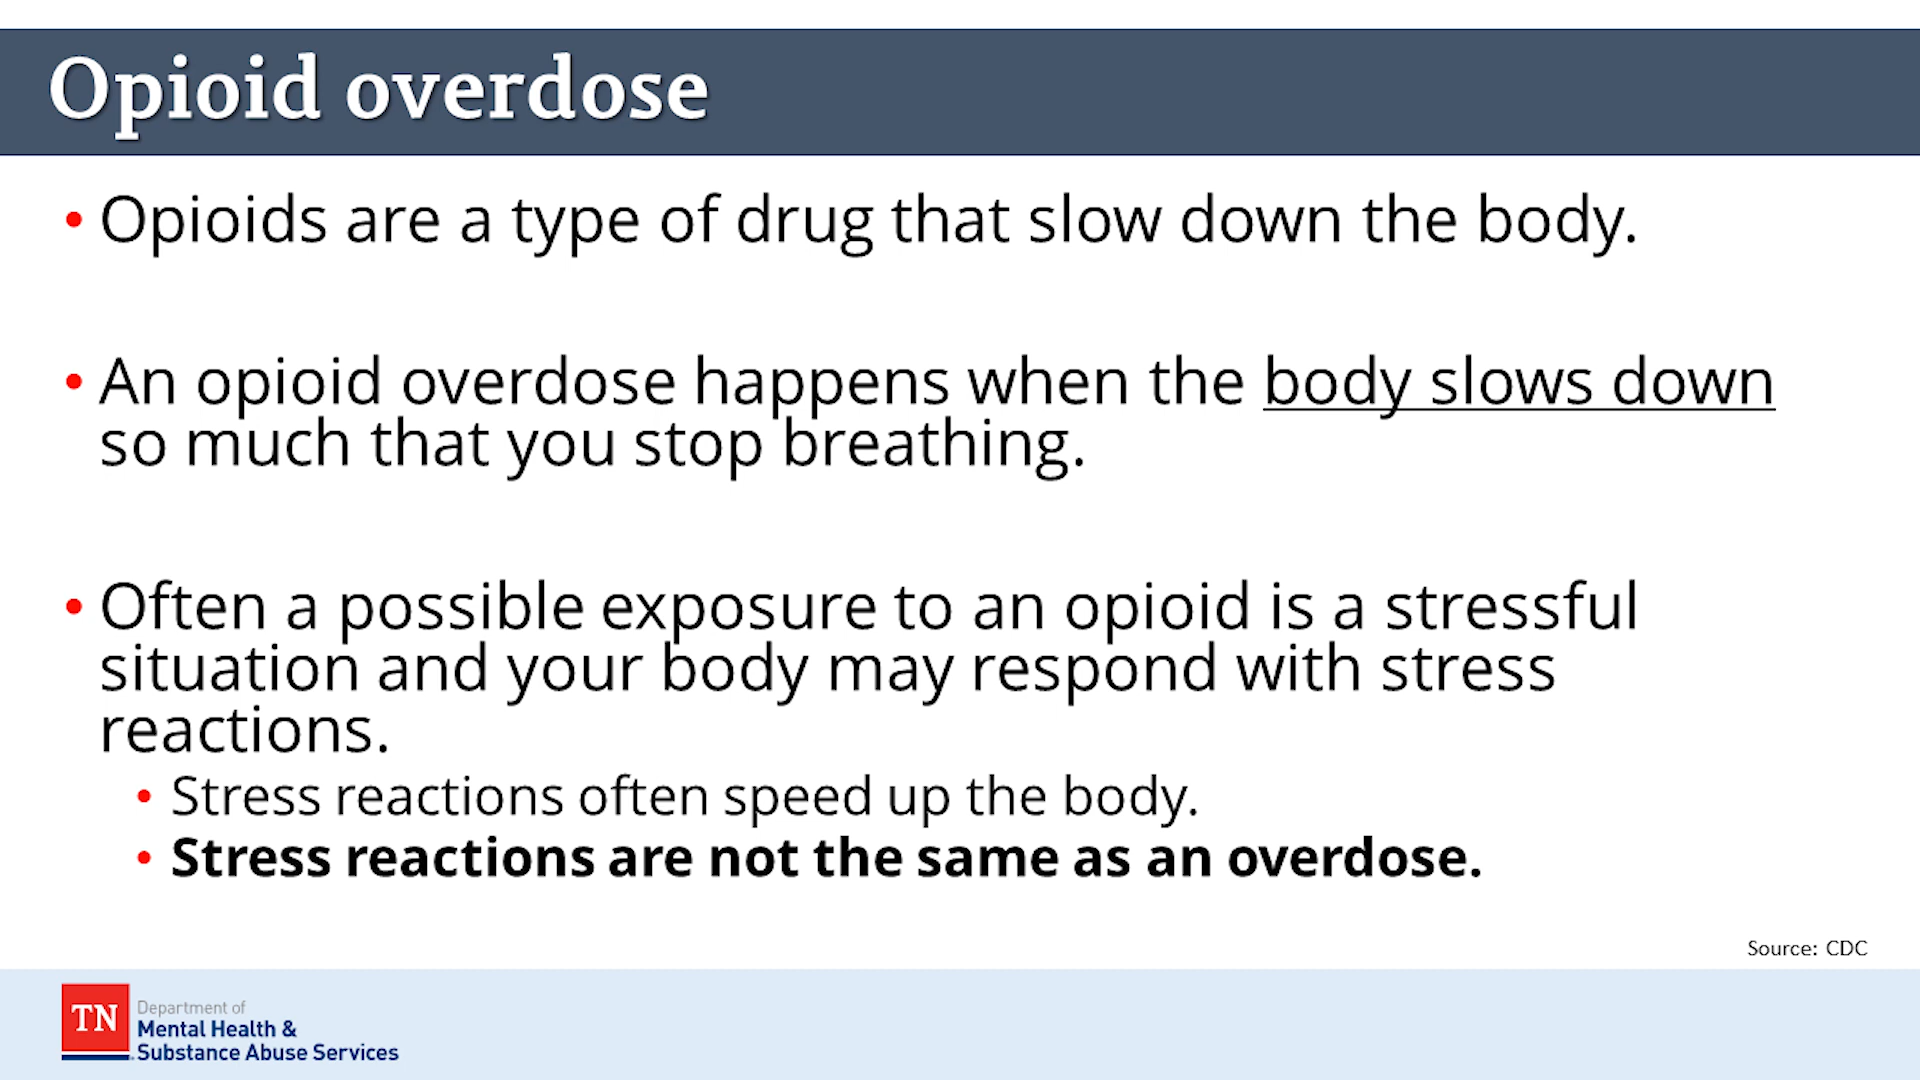 Opioid overdose
• Opioids are a type of drug that slow down the body.
• An opioid overdose happens when the body slows down
so much that you stop breathing.
• Often a possible exposure to an opioid is a stressful
situation and your body may respond with stress
reactions.
• Stress reactions often speed up the body.
• Stress reactions are not the same as an overdose.
Source: CDC
TN
Department of
Mental Health &
Substance Abuse Services